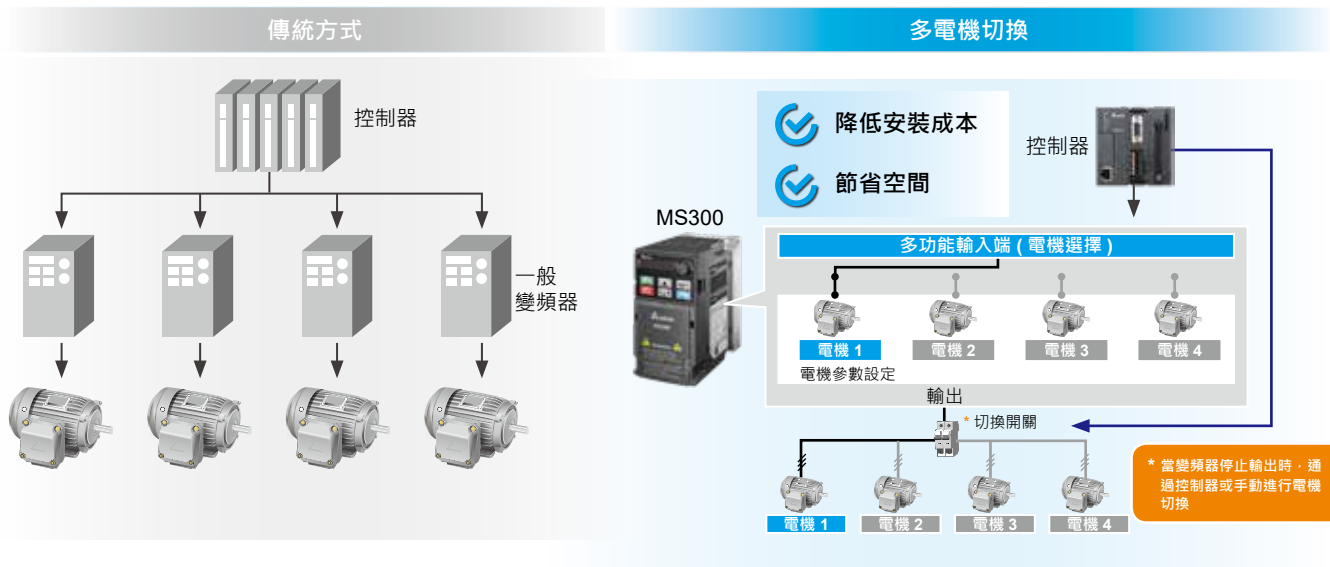 傳統方式
控制器
一般
變頻器
多電機切換
降低安裝成本
節省空間
控制器
MS300
多功能輸入端 ( 電機選擇 )
電機 1
電機 2
電機 3
電機 4
電機參數設定
輸出
* 切換開關
電機 1
電機 2
電機 3
電機 4
* 當變頻器停止輸出時，通
過控制器或手動進行電機
切換